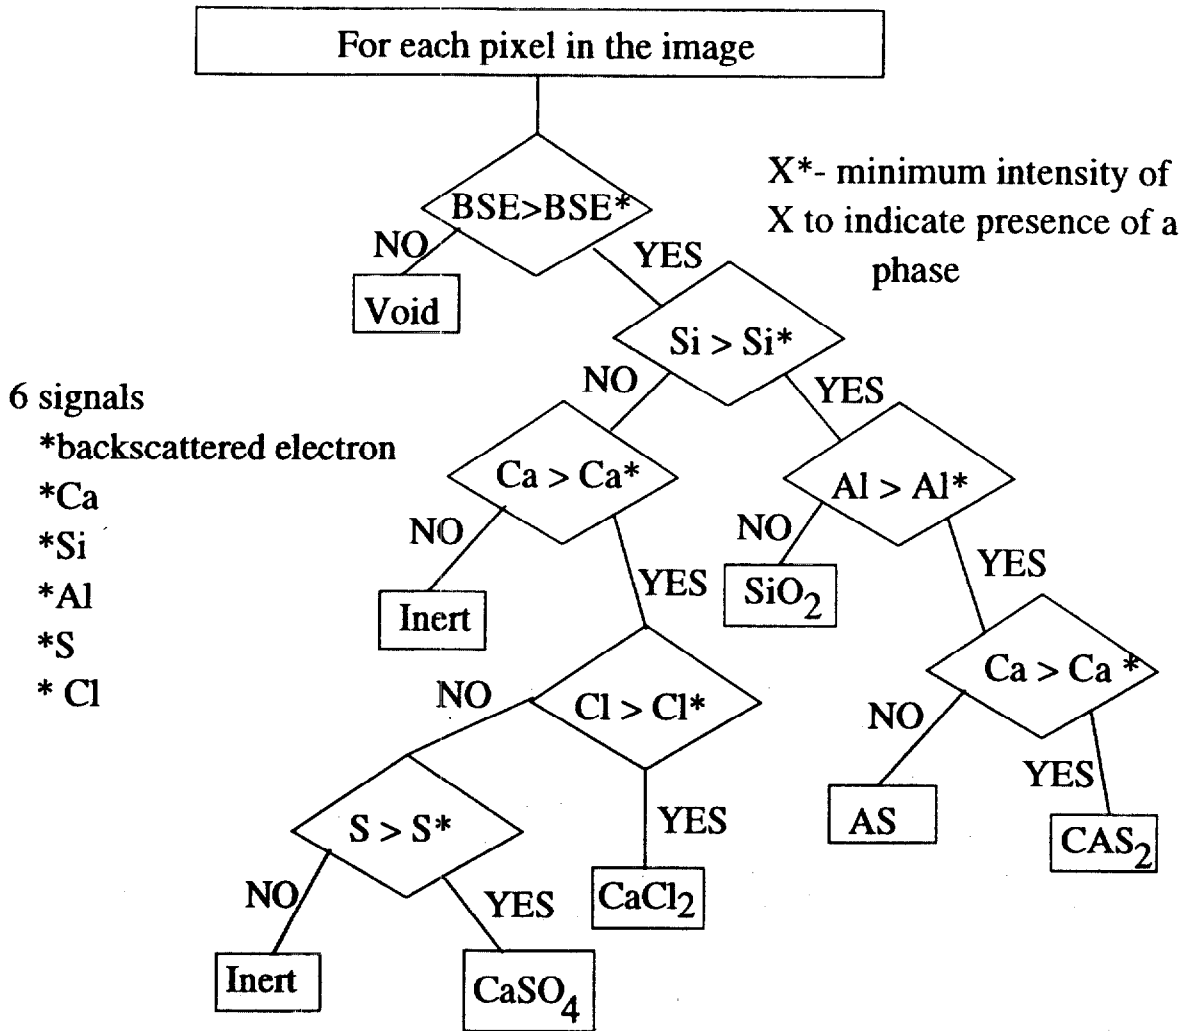 For each pixel in the image
BSE>BSE*
X*- minimum intensity of
X to indicate presence of a
phase
NO
YES
Void
Si > Si*
NO
YES
6 signals
*backscattered electron
*Ca
*Si
*Al
*S
* Cl
Ca > Ca*
Al > Al*
NO
YES
NO
YES
Inert
SiO2
Ca > Ca *
NO
Cl > Cl*
NO
YES
YES
AS
CAS2
S > S*
NO
YES
CaCl2
Inert
CaSO4